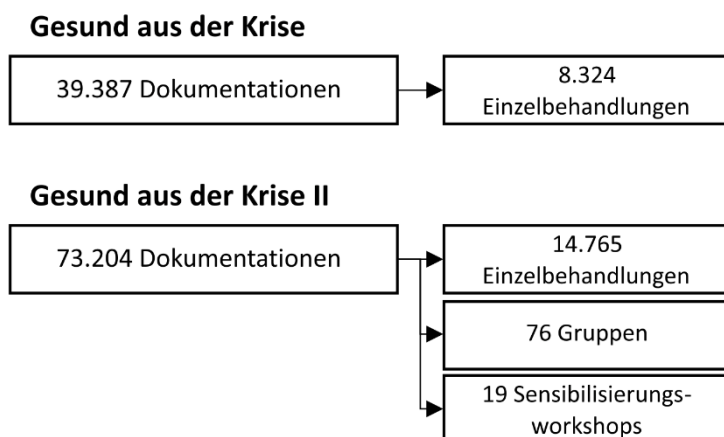 Gesund aus der Krise
39.387 Dokumentationen
8.324
Einzelbehandlungen
Gesund aus der Krise II
73.204 Dokumentationen
14.765
Einzelbehandlungen
76 Gruppen
19 Sensibilisierungs-
workshops